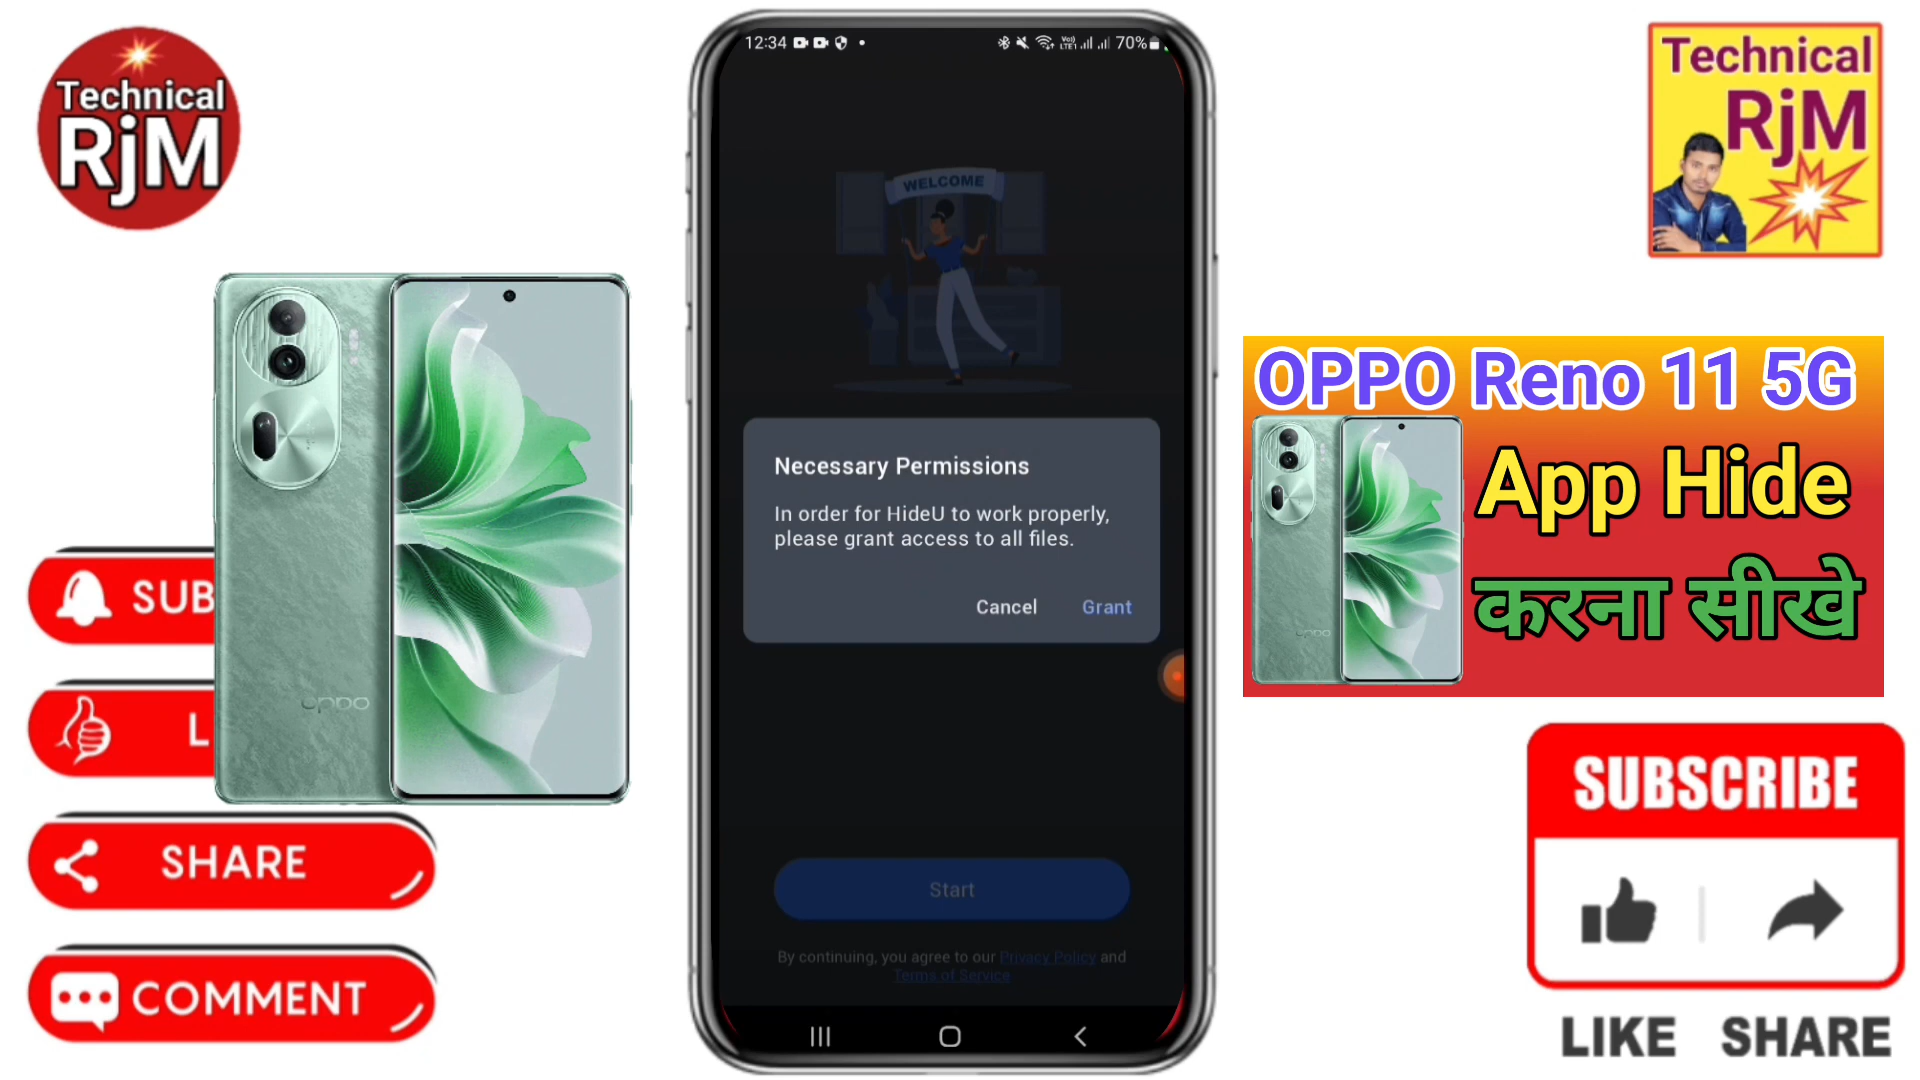 Technical
RjM
12:34
70%
WELCOME
Necessary Permissions
In order for HideU to work properly,
please grant access to all files.
Cancel
Grant
Start
By continuing, you agree to our Privacy Policy and
Terms of Service
Technical
RjM
OPPO Reno 11 5G
App Hide
करना सीखे
oppo
SUB
L
SHARE
COMMENT
SUBSCRIBE
LIKE SHARE